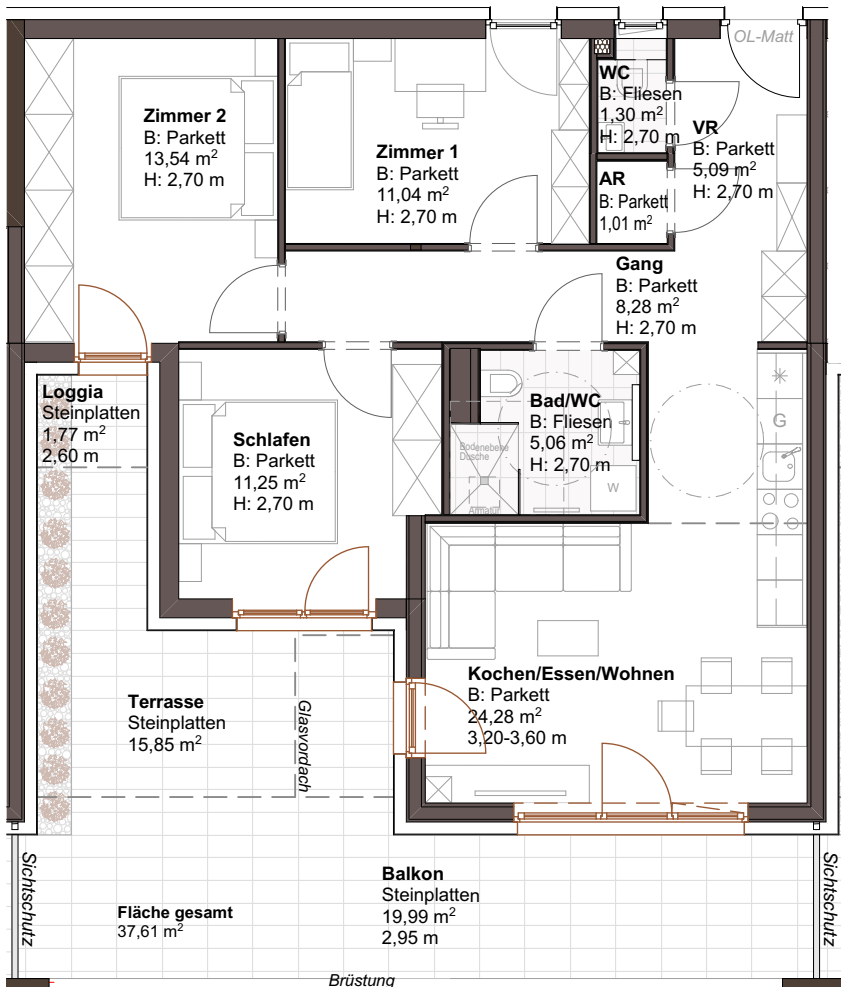 OL-Matt
WC
B: Fliesen
1,30 m²
H: 2,70 m
Zimmer 2
B: Parkett
13,54 m²
H: 2,70 m
Zimmer 1
B: Parkett
11,04 m²
H: 2,70 m
VR
B: Parkett
5,09 m²
H: 2,70 m
AR
B: Parkett
1,01 m²
Gang
B: Parkett
8,28 m²
H: 2,70 m
Loggia
Steinplatten
1,77 m²
2,60 m
Schlafen
B: Parkett
11,25 m²
H: 2,70 m
Bad/WC
B: Fliesen
5,06 m²
H: 2,70 m
G
Bodenebene
Dusche
W
Armatur
Kochen/Essen/Wohnen
B: Parkett
24,28 m²
3,20-3,60 m
Terrasse
Steinplatten
15,85 m²
Glasvordach
Balkon
Steinplatten
19,99 m²
2,95 m
Fläche gesamt
37,61 m²
Sichtschutz
Sichtschutz
Brüstung